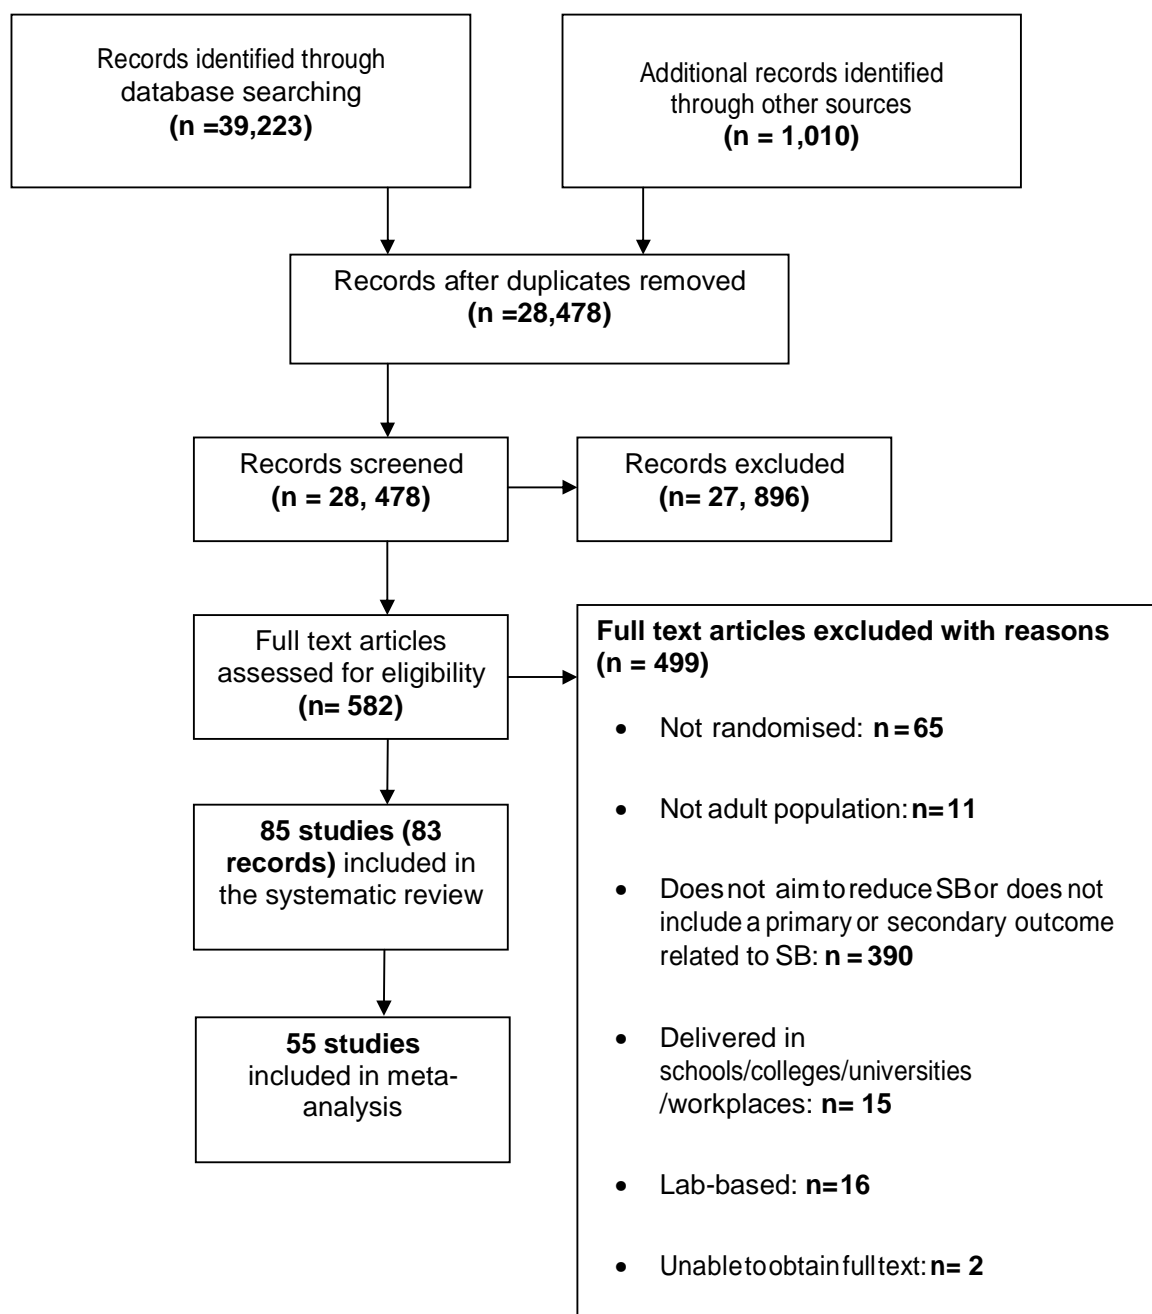 Records identified through
database searching
(n =39,223)
Additional records identified
through other sources
(n = 1,010)
Records after duplicates removed
(n =28,478)
Records screened
(n = 28, 478)
Records excluded
(n= 27, 896)
Full text articles
assessed for eligibility
(n= 582)
Full text articles excluded with reasons
(n = 499)
• Not randomised: n = 65
• Not adult population: n= 11
• Does not aim to reduce SB or does not
include a primary or secondary outcome
related to SB: n = 390
• Delivered in
schools/colleges/universities
/workplaces: n= 15
• Lab-based: n=16
• Unable to obtain full text: n= 2
85 studies (83
records) included in
the systematic review
55 studies
included in meta-
analysis